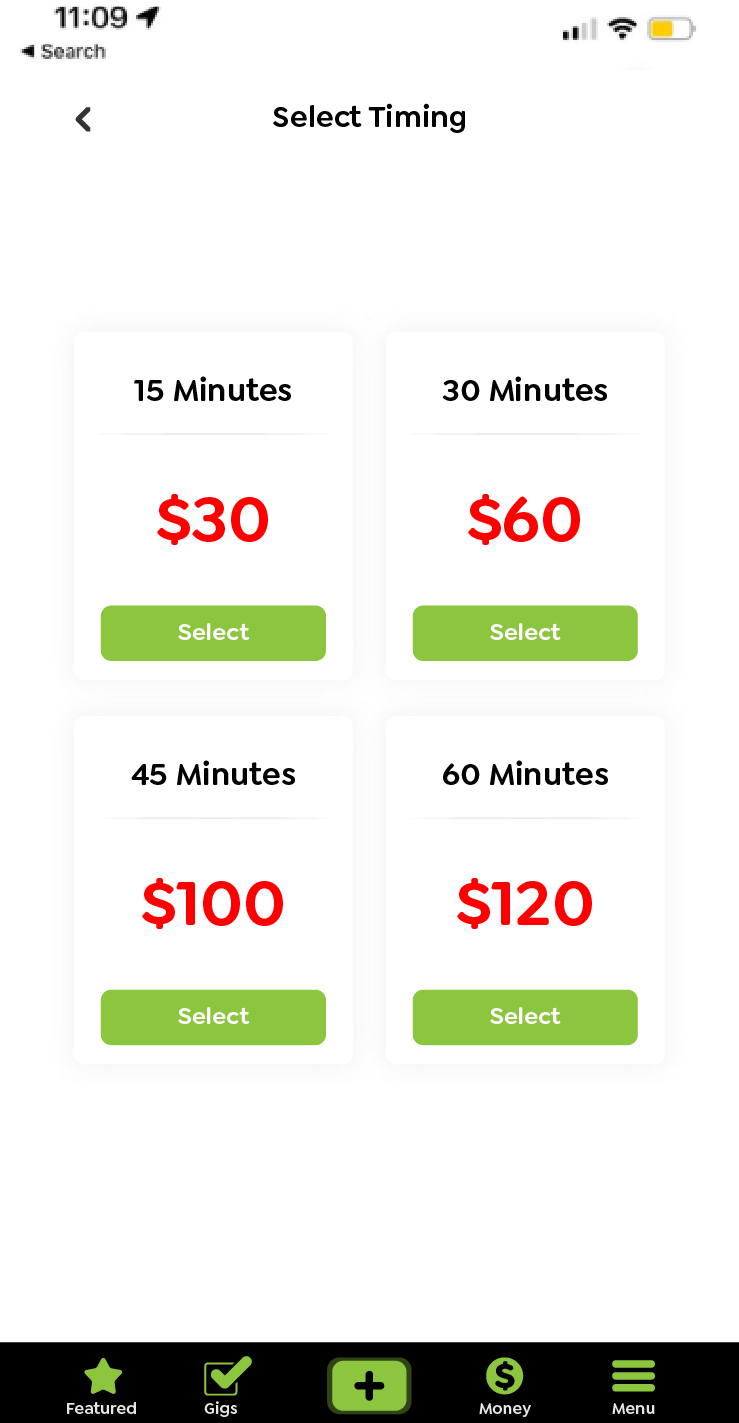 11:09
◀ Search
Select Timing
15 Minutes
30 Minutes
$30
$60
Select
Select
45 Minutes
60 Minutes
$100
$120
Select
Select
Featured
Gigs
Money
Menu